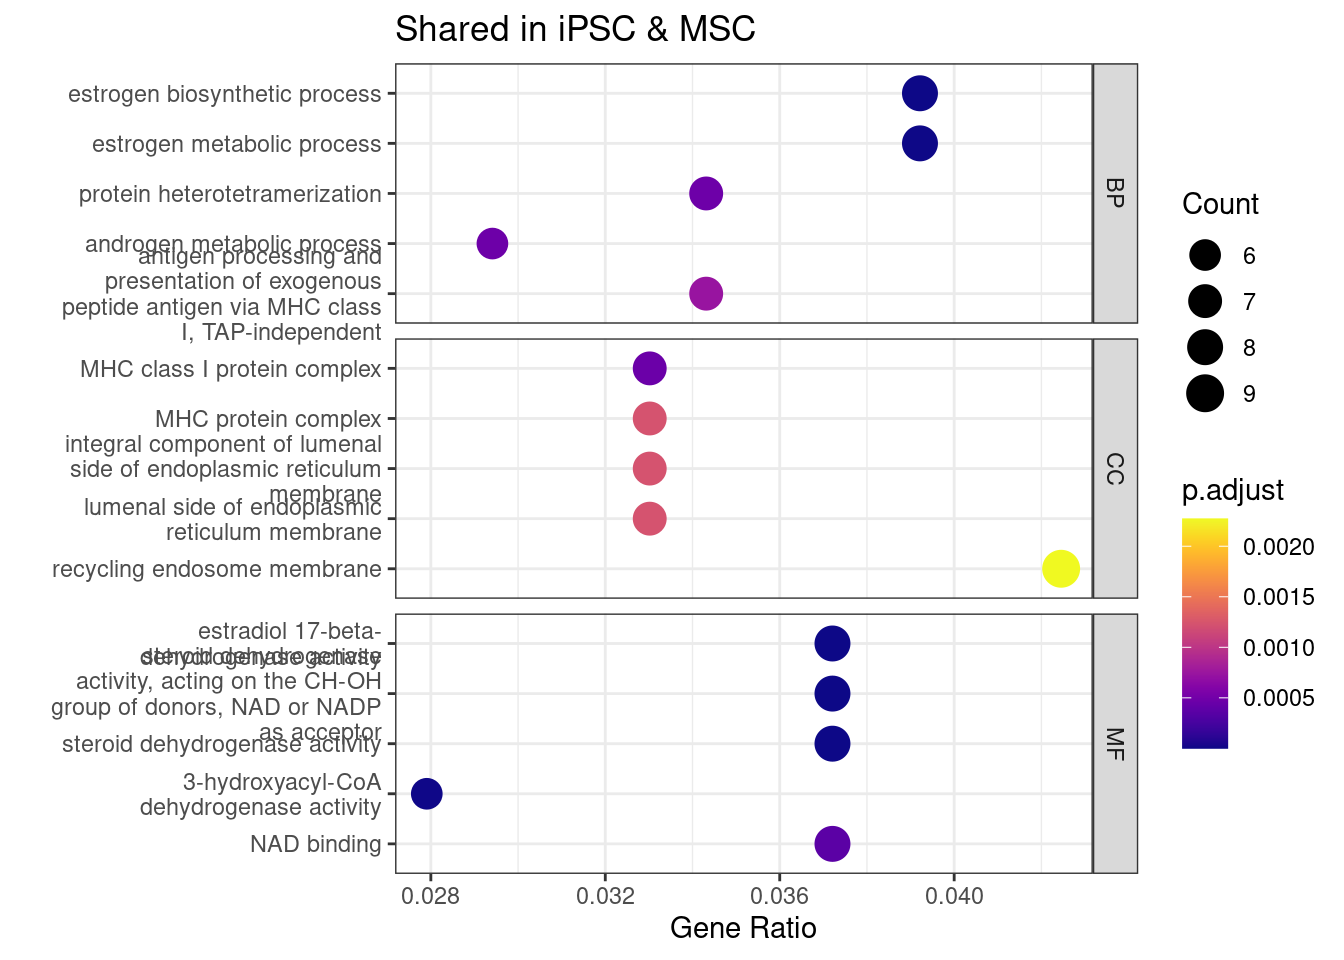 Shared in iPSC & MSC
estrogen biosynthetic process
estrogen metabolic process
protein heterotetramerization
androgen metabolic process
antigen processing and
presentation of exogenous
peptide antigen via MHC class
I, TAP-independent
BP
MHC class I protein complex
MHC protein complex
integral component of lumenal
side of endoplasmic reticulum
membrane
lumenal side of endoplasmic
reticulum membrane
recycling endosome membrane
CC
estradiol 17-beta-
dehydrogenase activity
steroid dehydrogenase
activity, acting on the CH-OH
group of donors, NAD or NADP
as acceptor
steroid dehydrogenase activity
3-hydroxyacyl-CoA
dehydrogenase activity
NAD binding
MF
0.028
0.032
0.036
0.040
Gene Ratio
Count
6
7
8
9
p.adjust
0.0020
0.0015
0.0010
0.0005